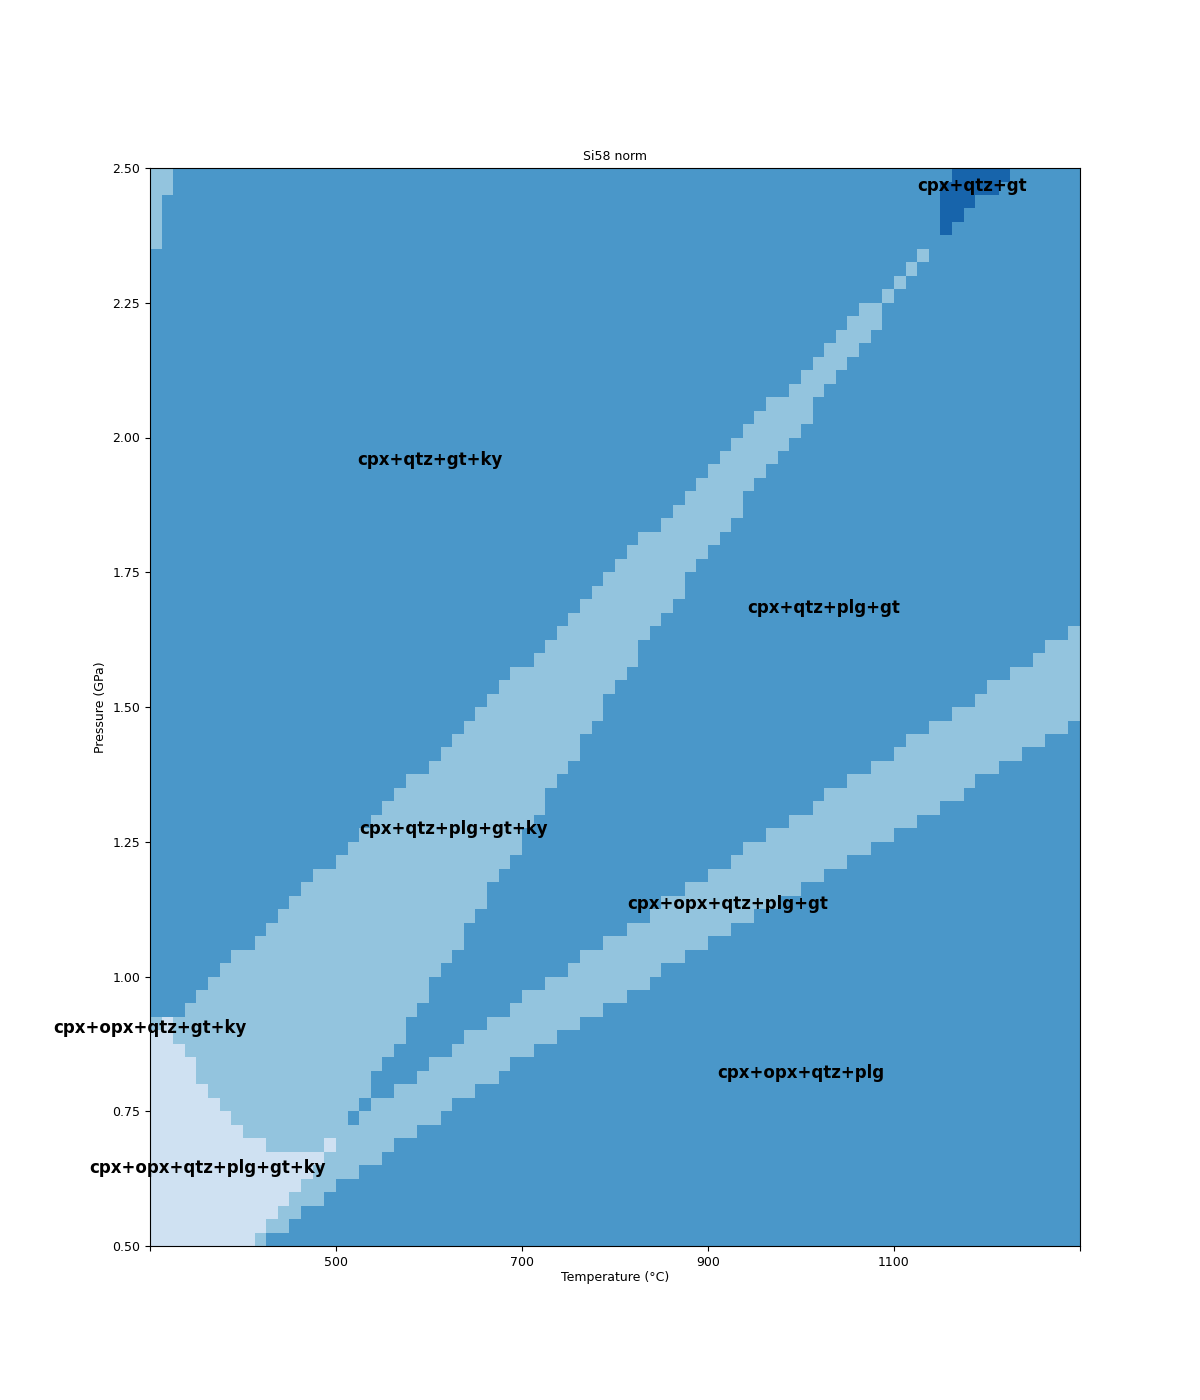 Si58 norm
2.50
cpx+qtz+gt
2.25
2.00
cpx+qtz+gt+ky
1.75
cpx+qtz+plg+gt
Pressure (GPa)
1.50
cpx+qtz+plg+gt+ky
1.25
cpx+opx+qtz+plg+gt
1.00
cpx+opx+qtz+gt+ky
cpx+opx+qtz+plg
0.75
cpx+opx+qtz+plg+gt+ky
0.50
500 700 900 1100
Temperature (°C)